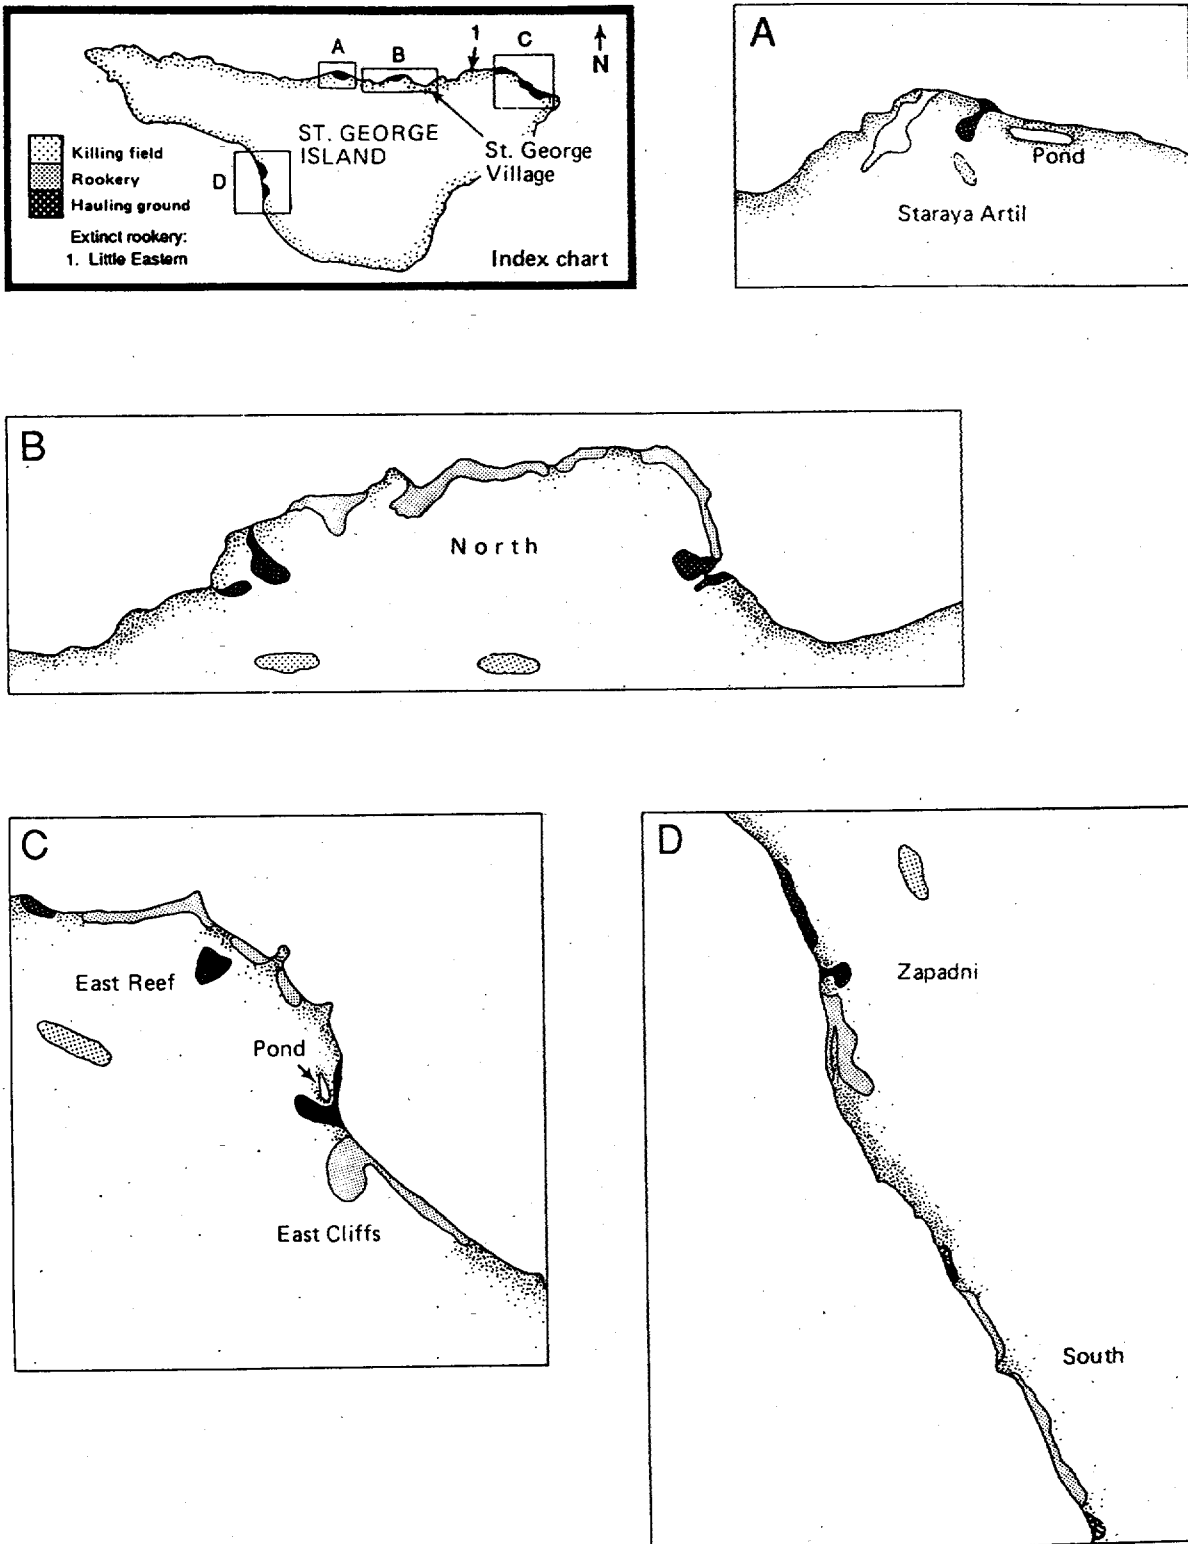 A
B
1
C
N
ST. GEORGE
ISLAND
St. George
Village
D
Killing field
Rookery
Hauling ground
Extinct rookery:
1. Little Eastern
Index chart
A
Pond
Staraya Artil
B
North
C
East Reef
Pond
East Cliffs
D
Zapadni
South